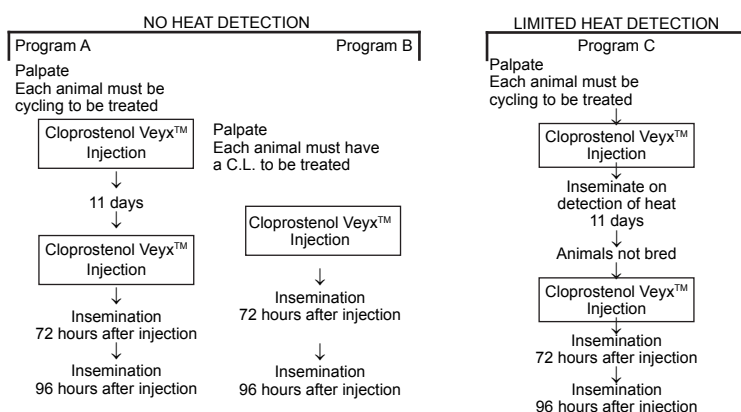 NO HEAT DETECTION
Program A
Palpate
Each animal must be
cycling to be treated
Cloprostenol Veyx™
Injection
11 days
Cloprostenol Veyx™
Injection
Insemination
72 hours after injection
Insemination
96 hours after injection
Program B
Palpate
Each animal must have
a C.L. to be treated
Cloprostenol Veyx™
Injection
Insemination
72 hours after injection
Insemination
96 hours after injection
LIMITED HEAT DETECTION
Program C
Palpate
Each animal must be
cycling to be treated
Cloprostenol Veyx™
Injection
Inseminate on
detection of heat
11 days
Animals not bred
Cloprostenol Veyx™
Injection
Insemination
72 hours after injection
Insemination
96 hours after injection